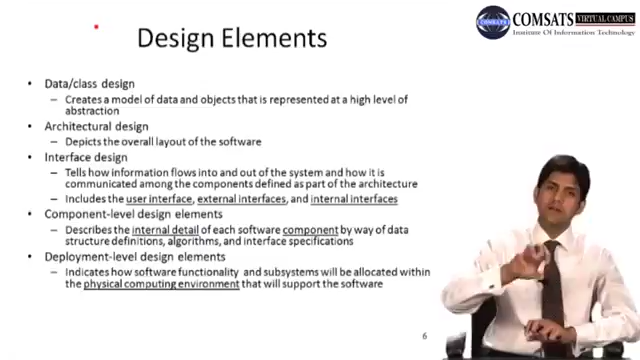 Design Elements
COMSATS VIRTUAL CAMPUS
Institute Of Information Technology
• Data/class design
– Creates a model of data and objects that is represented at a high level of
abstraction
• Architectural design
– Depicts the overall layout of the software
• Interface design
– Tells how information flows into and out of the system and how it is
communicated among the components defined as part of the architecture
– Includes the user interface, external interfaces, and internal interfaces
• Component-level design elements
– Describes the internal detail of each software component by way of data
structure definitions, algorithms, and interface specifications
• Deployment-level design elements
– Indicates how software functionality and subsystems will be allocated within
the physical computing environment that will support the software
6